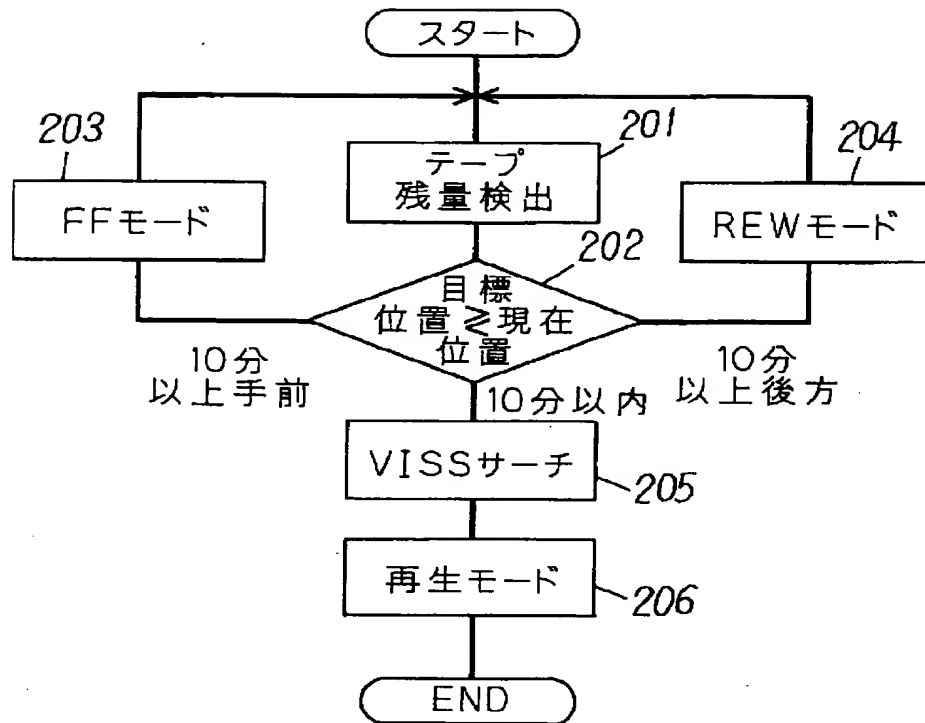 スタート
201
テープ
残量検出
203
FFモード
204
REWモード
202
目標
位置≧現在
位置
10分
以上手前
10分
以上後方
10分以内
VISSサーチ
205
再生モード
206
END